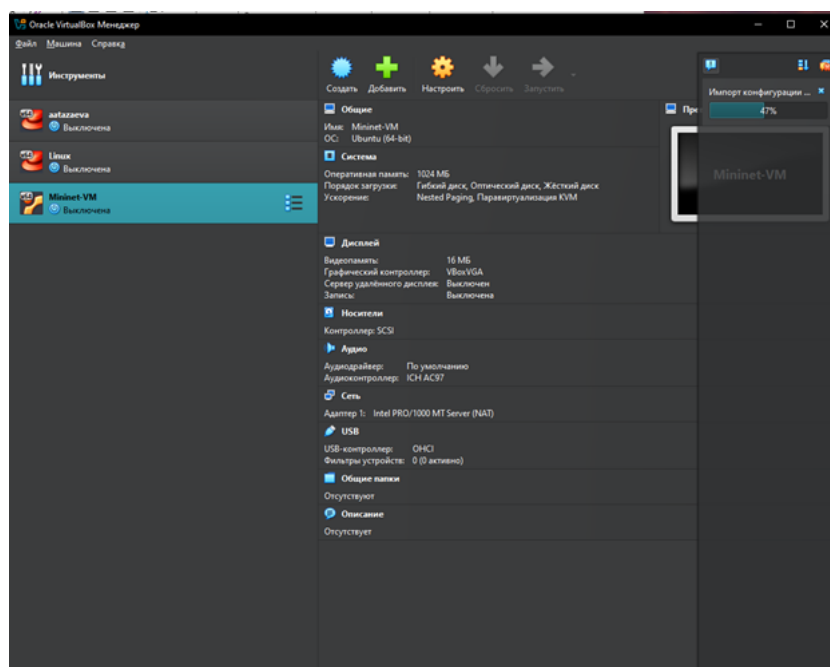 Oracle VirtualBox Менеджер
Файл Машина Справка
Инструменты
aatazaeva
Выключена
Linux
Выключена
Mininet-VM
Выключена
Создать Добавить Настроить Сбросить Запустить
Общие
Имя: Mininet-VM
ОС: Ubuntu (64-bit)
Система
Оперативная память: 1024 МБ
Порядок загрузки: Гибкий диск, Оптический диск, Жёсткий диск
Ускорение: Nested Paging, Паравиртуализация KVM
Дисплей
Видеопамять: 16 МБ
Графический контроллер: VBoxVGA
Сервер удалённого дисплея: Выключен
Запись: Выключена
Носители
Контроллер: SCSI
Аудио
Аудиодрайвер: По умолчанию
Аудиоконтроллер: ICH AC97
Сеть
Адаптер 1: Intel PRO/1000 MT Server (NAT)
USB
USB-контроллер: OHCI
Фильтры устройств: 0 (0 активно)
Общие папки
Отсутствуют
Описание
Отсутствует
Пре
Mininet-VM
Импорт конфигурации ...
47%